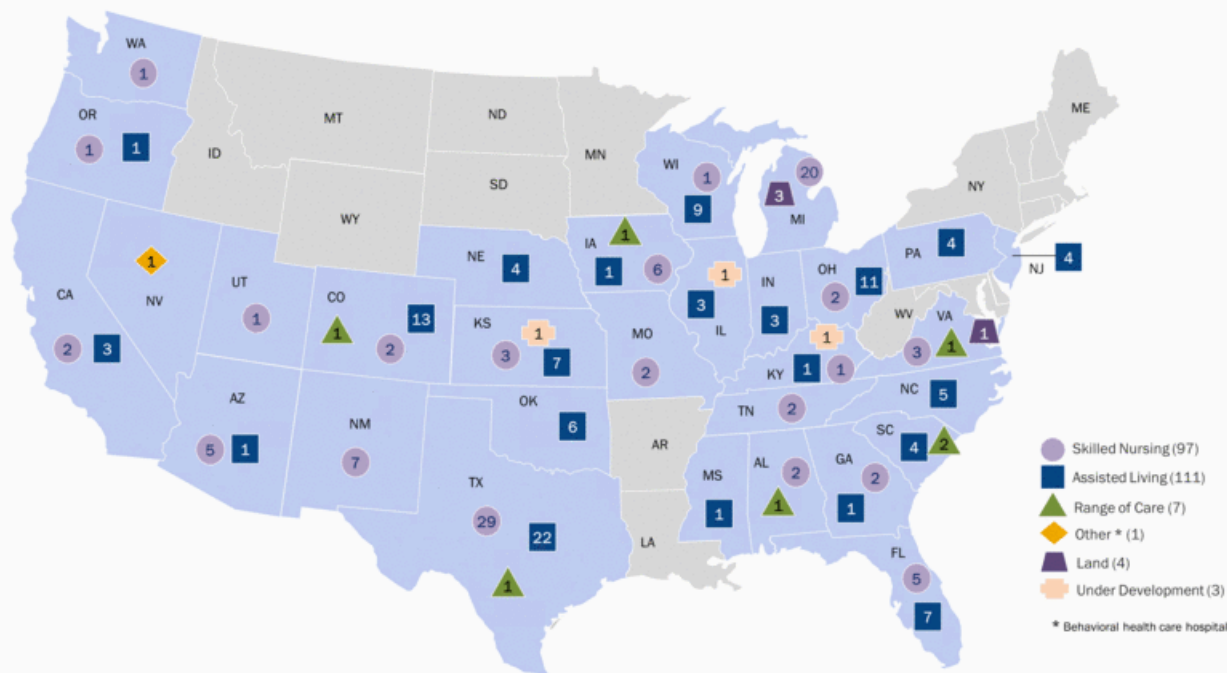 WA
1
OR
1
1
ID
MT
ND
MN
SD
WY
WI
1
9
20
3
MI
ME
NY
1
NV
CA
2
3
UT
1
CO
1
13
2
NE
4
IA
1
1
6
1
3
IL
IN
3
OH
11
2
PA
4
NJ
4
KS
1
3
7
MO
2
1
KY
1
1
WV
VA
1
3
1
AZ
5
1
NM
7
OK
6
AR
TN
2
NC
5
SC
4
2
TX
29
22
1
LA
MS
1
AL
2
1
GA
2
1
FL
5
7
Skilled Nursing (97)
Assisted Living (111)
Range of Care (7)
Other * (1)
Land (4)
Under Development (3)
* Behavioral health care hospital